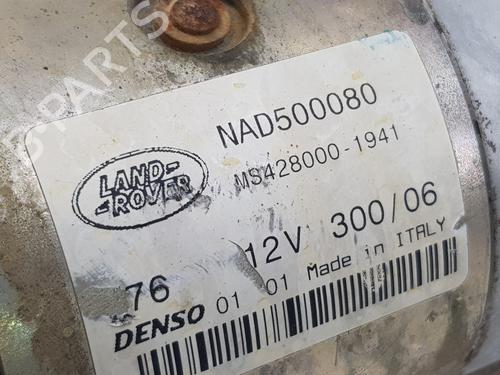 B-PARTS
NAD500080
LAND-
-ROVER
MS428000-1941
76 12V 300/06
DENSO 01 01 Made in ITALY